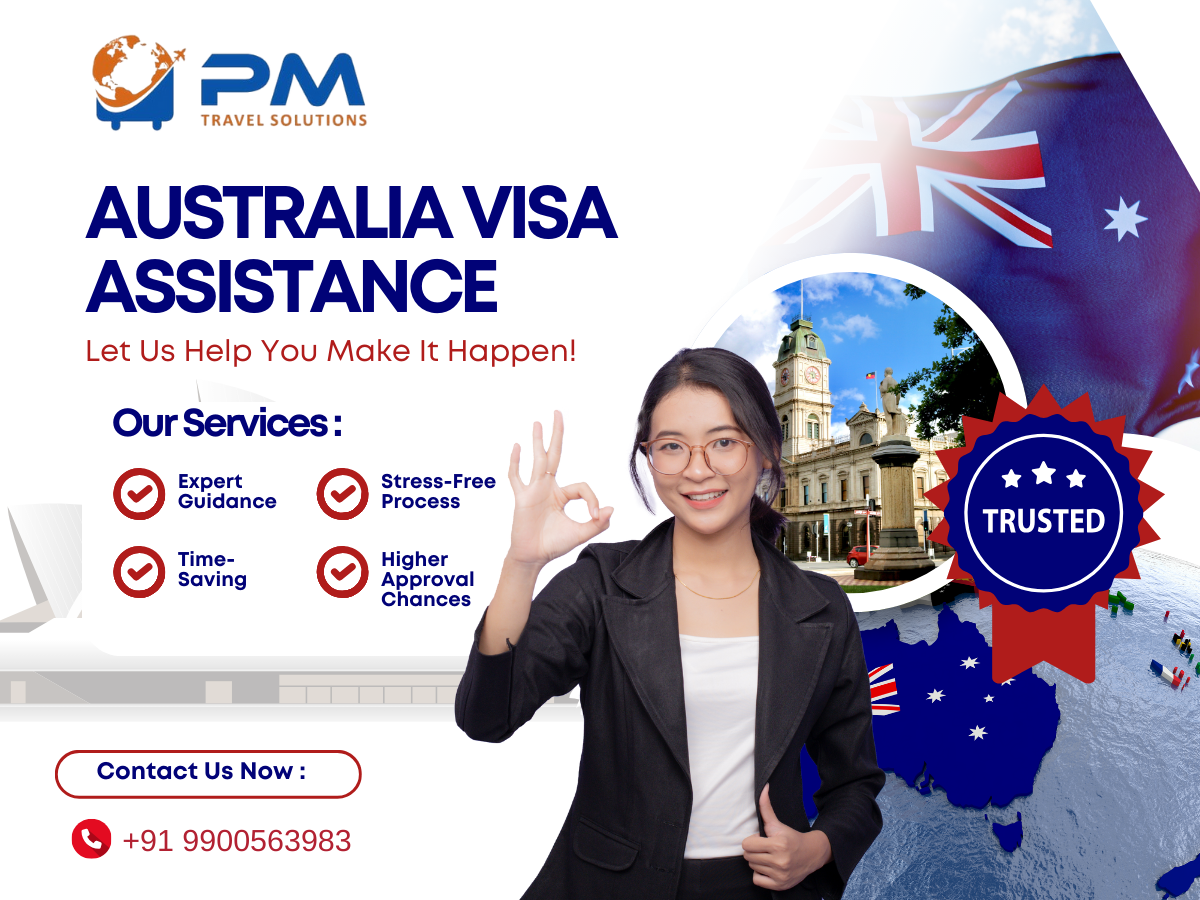 PM
TRAVEL SOLUTIONS
AUSTRALIA VISA
ASSISTANCE
Let Us Help You Make It Happen!
Our Services :
Expert
Guidance
Stress-Free
Process
Time-
Saving
Higher
Approval
Chances
TRUSTED
Contact Us Now :
+91 9900563983